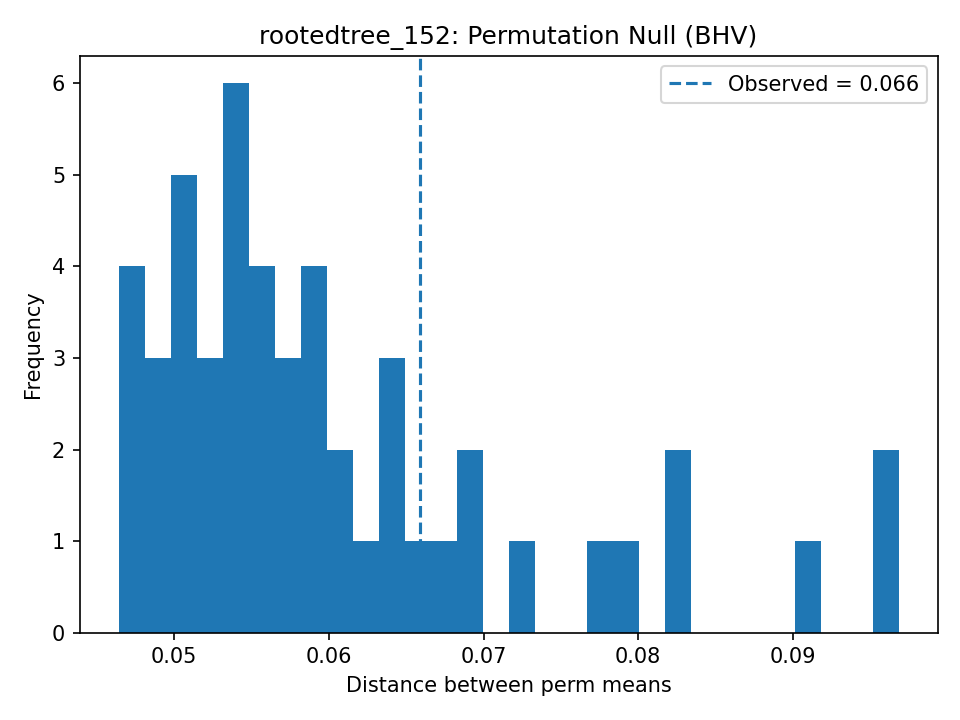 rootedtree_152: Permutation Null (BHV)
Observed = 0.066
Frequency
6
5
4
3
2
1
0
0.05 0.06 0.07 0.08 0.09
Distance between perm means